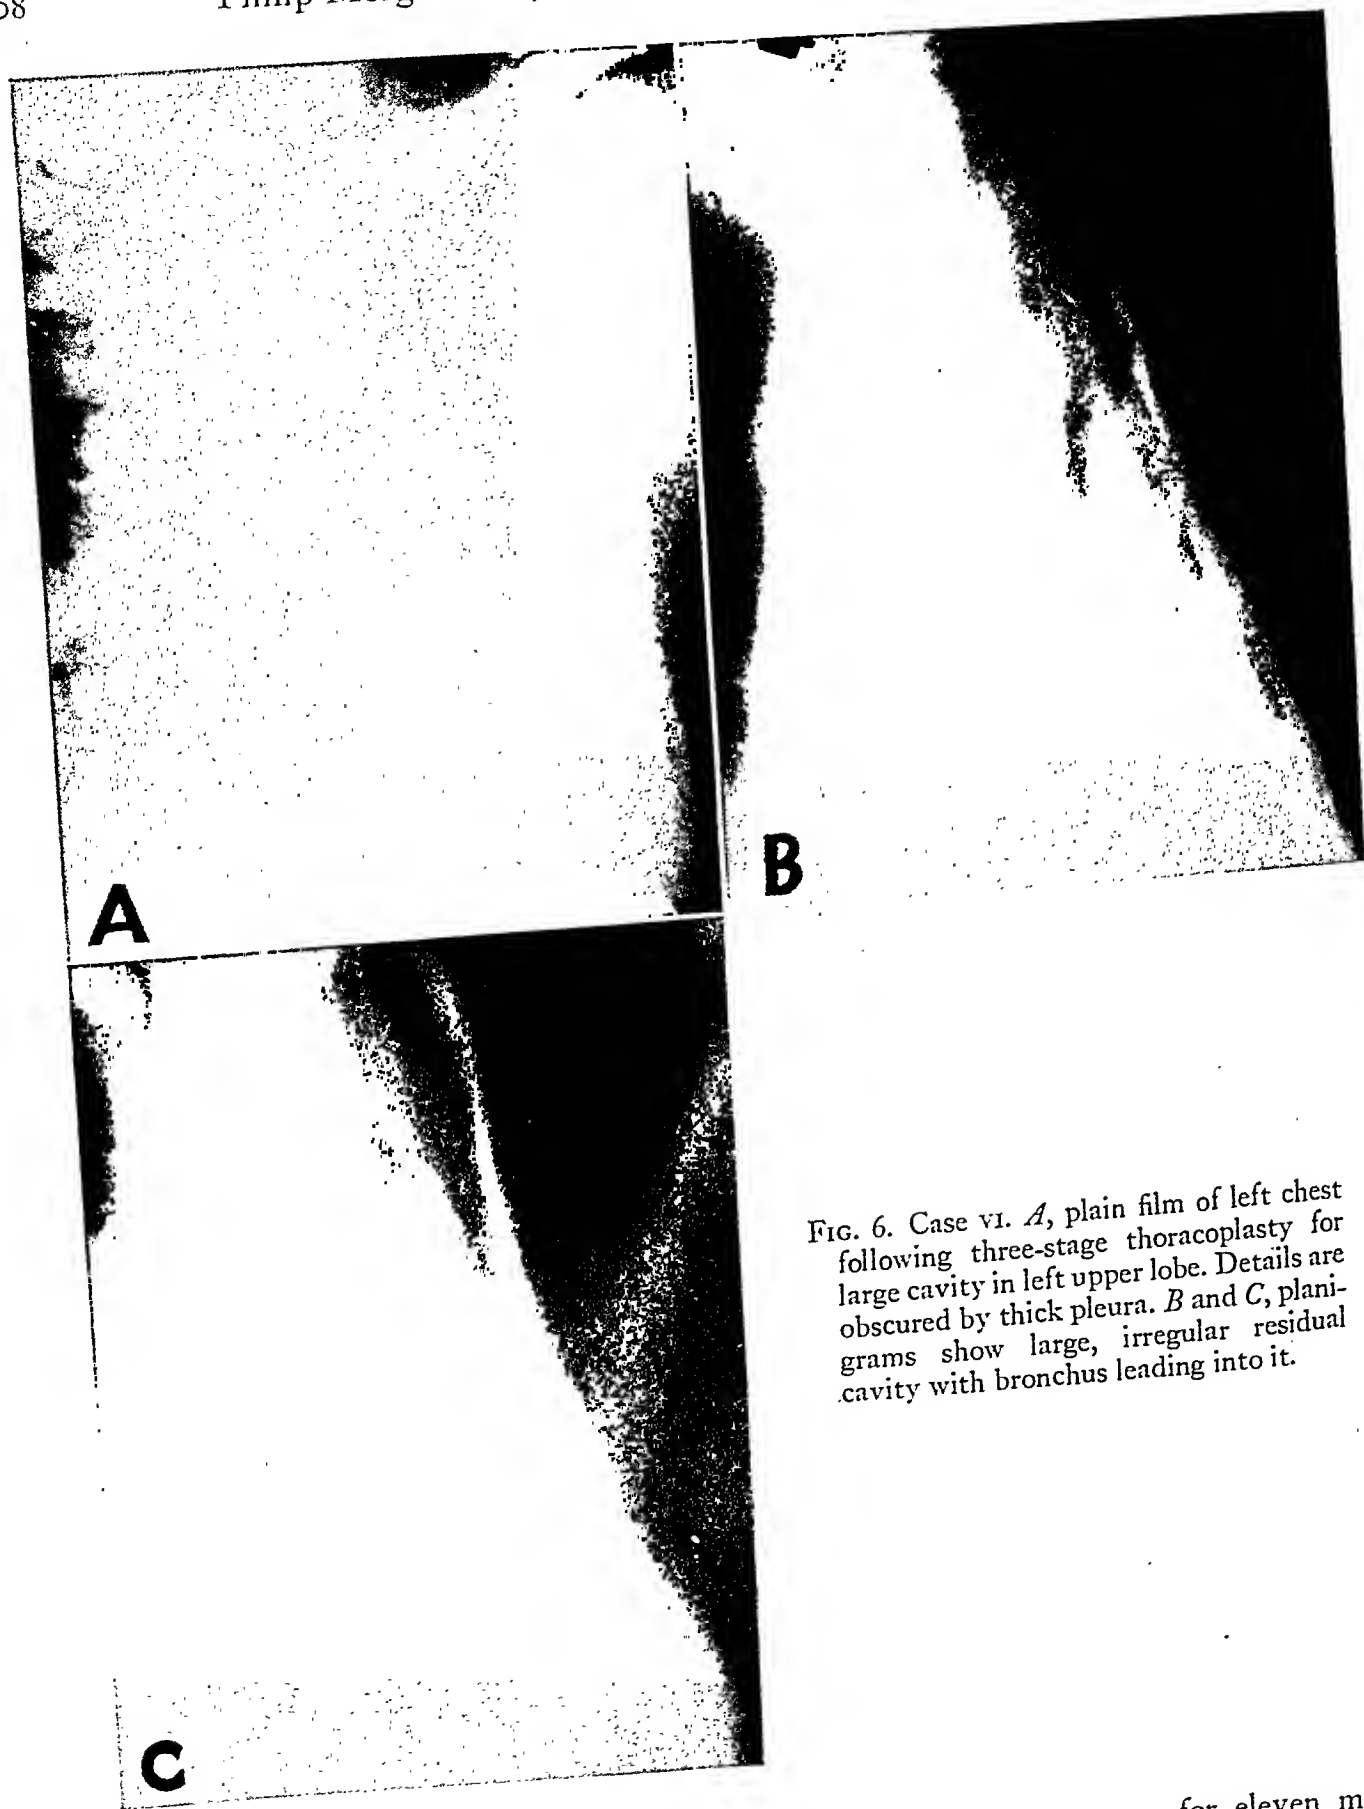 A
B
C
FIG. 6. Case VI. A, plain film of left chest
following three-stage thoracoplasty for
large cavity in left upper lobe. Details are
obscured by thick pleura. B and C, plani-
grams show large, irregular residual
cavity with bronchus leading into it.
for eleven